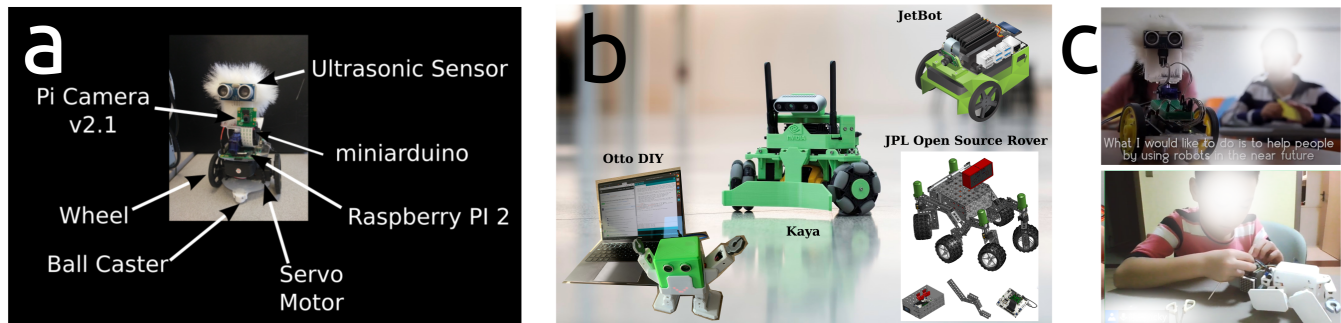 a
Ultrasonic Sensor
Pi Camera
v2.1
miniarduino
Wheel
Raspberry PI 2
Ball Caster
Servo
Motor
b
JetBot
JPL Open Source Rover
Otto DIY
Kaya
c
What I would like to do is to help people
by using robots in the near future